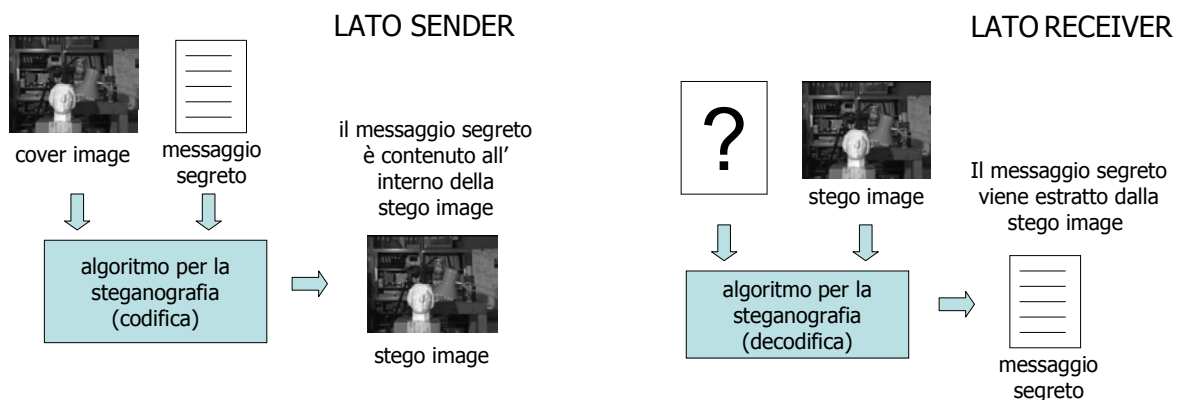 LATO SENDER
cover image
messaggio
segreto
il messaggio segreto
è contenuto all'
interno della
stego image
algoritmo per la
steganografia
(codifica)
stego image
LATO RECEIVER
?
stego image
Il messaggio segreto
viene estratto dalla
stego image
algoritmo per la
steganografia
(decodifica)
messaggio
segreto